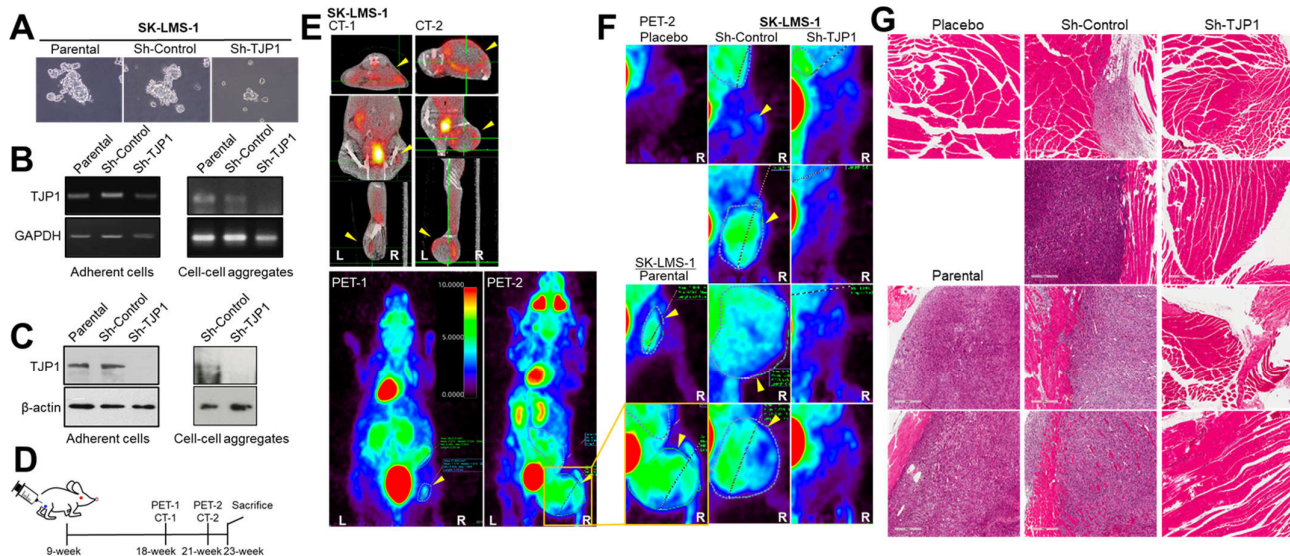 A
SK-LMS-1
Parental Sh-Control Sh-TJP1
B
Parental Sh-Control Sh-TJP1 Parental Sh-Control Sh-TJP1
TJP1
GAPDH
Adherent cells Cell-cell aggregates
C
Parental Sh-Control Sh-TJP1 Sh-Control Sh-TJP1
TJP1
β-actin
Adherent cells Cell-cell aggregates
D
PET-1 PET-2 Sacrifice
CT-1 CT-2
9-week 18-week 21-week 23-week
E
SK-LMS-1
CT-1 CT-2
L R L R
PET-1 PET-2
10.0000
5.0000
0.0000
L R L R
F
PET-2 SK-LMS-1
Placebo Sh-Control Sh-TJP1
R R R
R R
SK-LMS-1
Parental
R R R
R R R
G
Placebo Sh-Control Sh-TJP1
Parental